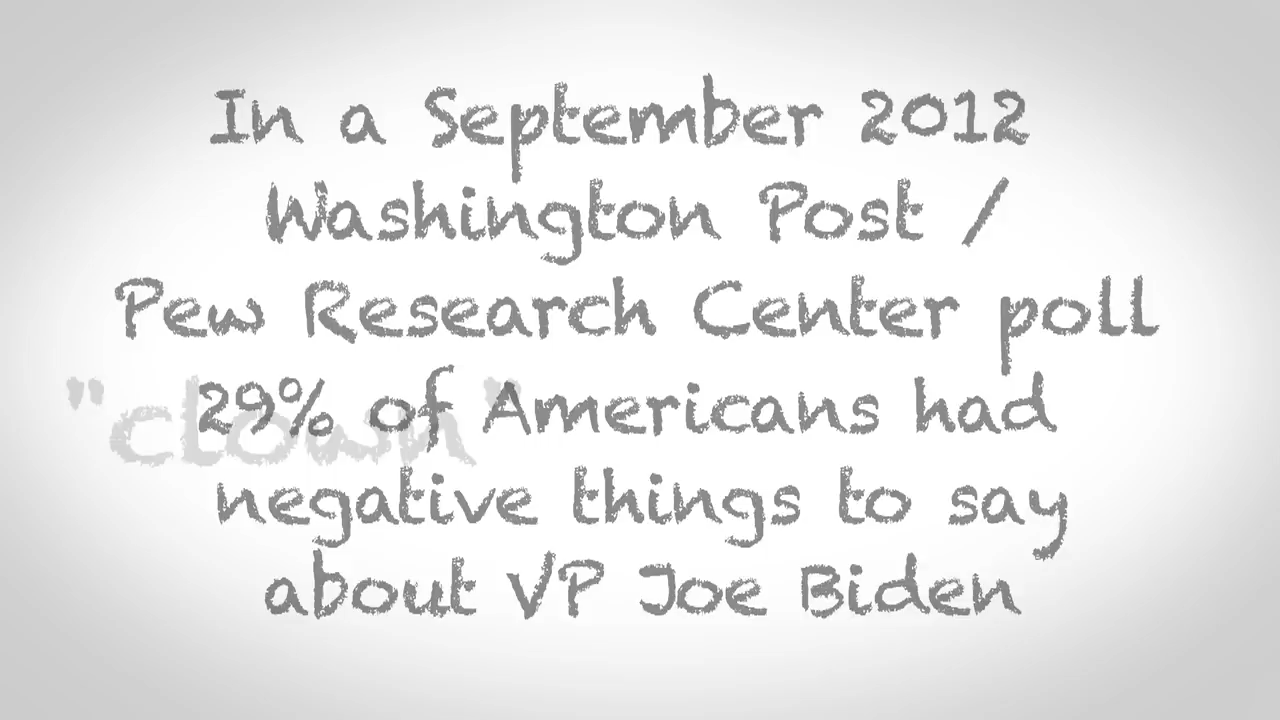 In a September 2012
Washington Post /
Pew Research Center poll
29% of Americans had
"clown"
negative things to say
about VP Joe Biden